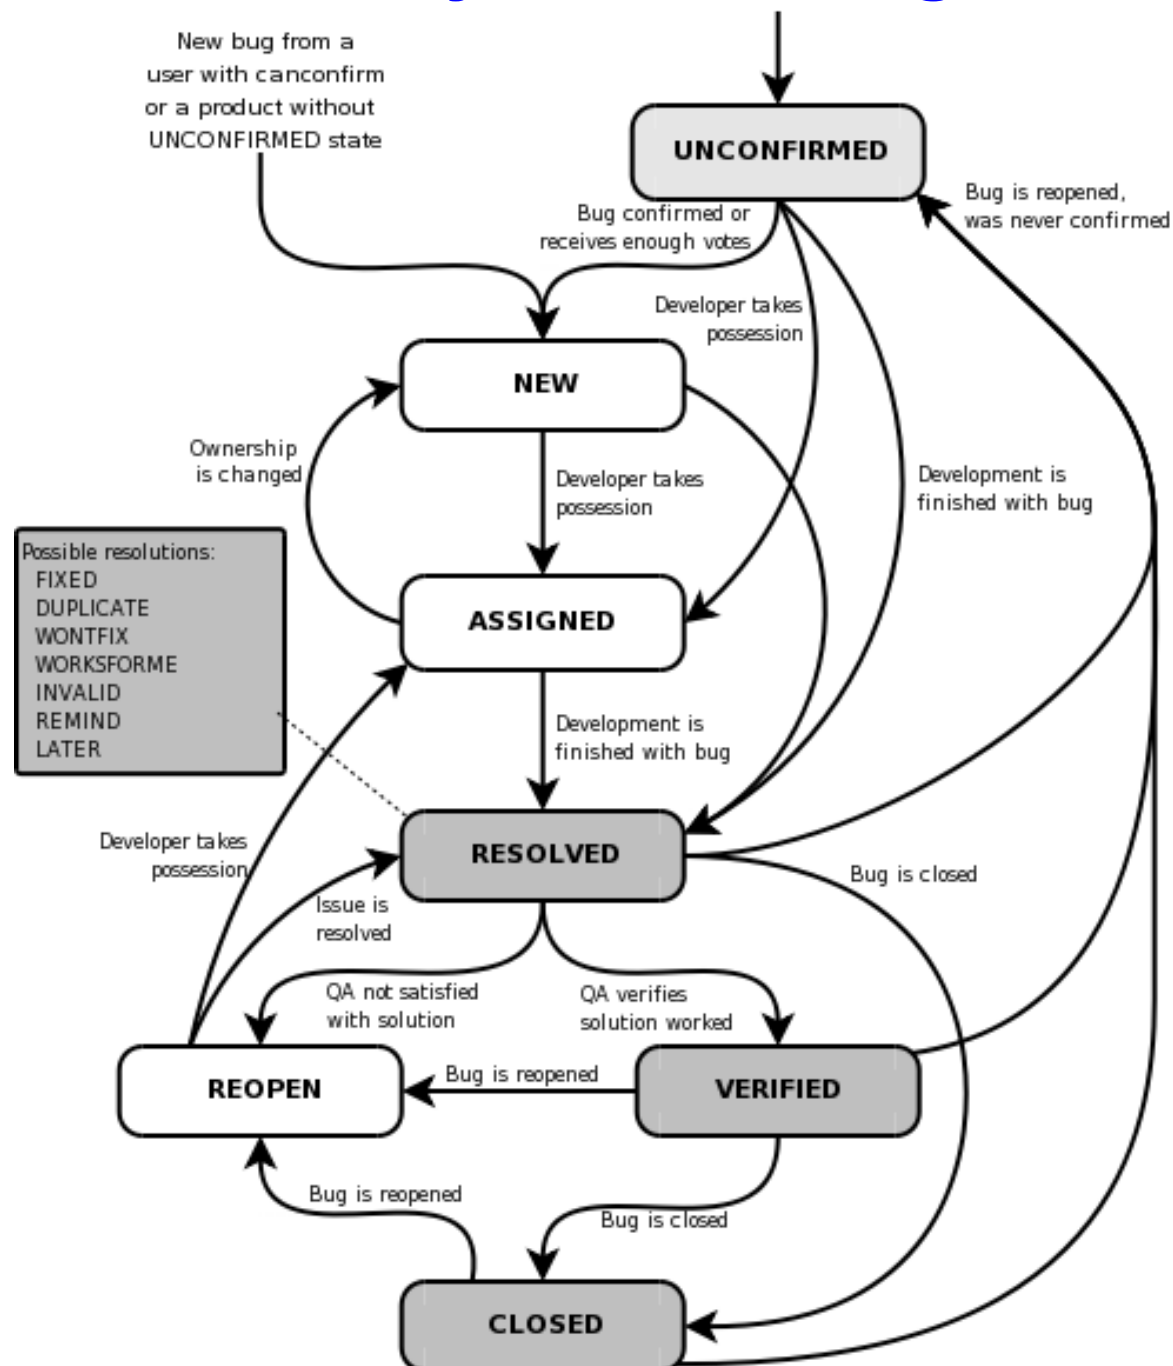 New bug from a
user with canconfirm
or a product without
UNCONFIRMED state
UNCONFIRMED
Bug is reopened,
was never confirmed
Bug confirmed or
receives enough votes
Developer takes
possession
NEW
Ownership
is changed
Developer takes
possession
Development is
finished with bug
Possible resolutions:
FIXED
DUPLICATE
WONTFIX
WORKSFORME
INVALID
REMIND
LATER
ASSIGNED
Development is
finished with bug
Developer takes
possession
RESOLVED
Bug is closed
Issue is
resolved
QA not satisfied
with solution
QA verifies
solution worked
REOPEN
Bug is reopened
VERIFIED
Bug is reopened
Bug is closed
CLOSED